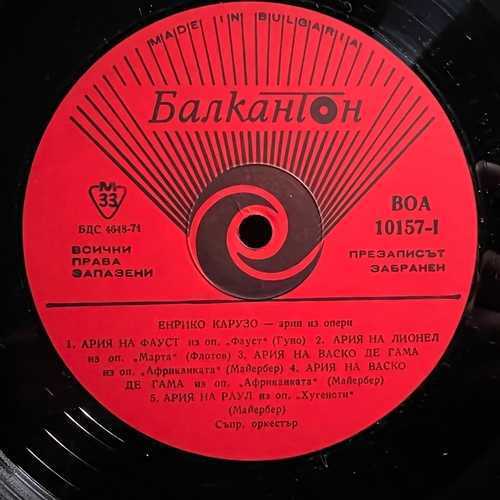 MADE IN BULGARIA
БалканТон
М
33
БДС 4648-71
ВСИЧКИ
ПРАВА
ЗАПАЗЕНИ
ВОА
10157-I
ПРЕЗАПИСЪТ
ЗАБРАНЕН
ЕНРИКО КАРУЗО — арии из опери
1. АРИЯ НА ФАУСТ из оп. „Фауст“ (Гуно) 2. АРИЯ НА ЛИОНЕЛ
из оп. „Марта“ (Флотов) 3. АРИЯ НА ВАСКО ДЕ ГАМА
из оп. „Африканката“ (Майербер) 4. АРИЯ НА ВАСКО
ДЕ ГАМА из оп. „Африканката“ (Майербер)
5. АРИЯ НА РАУЛ из оп. „Хугеноти“
(Майербер)
Съпр. оркестър